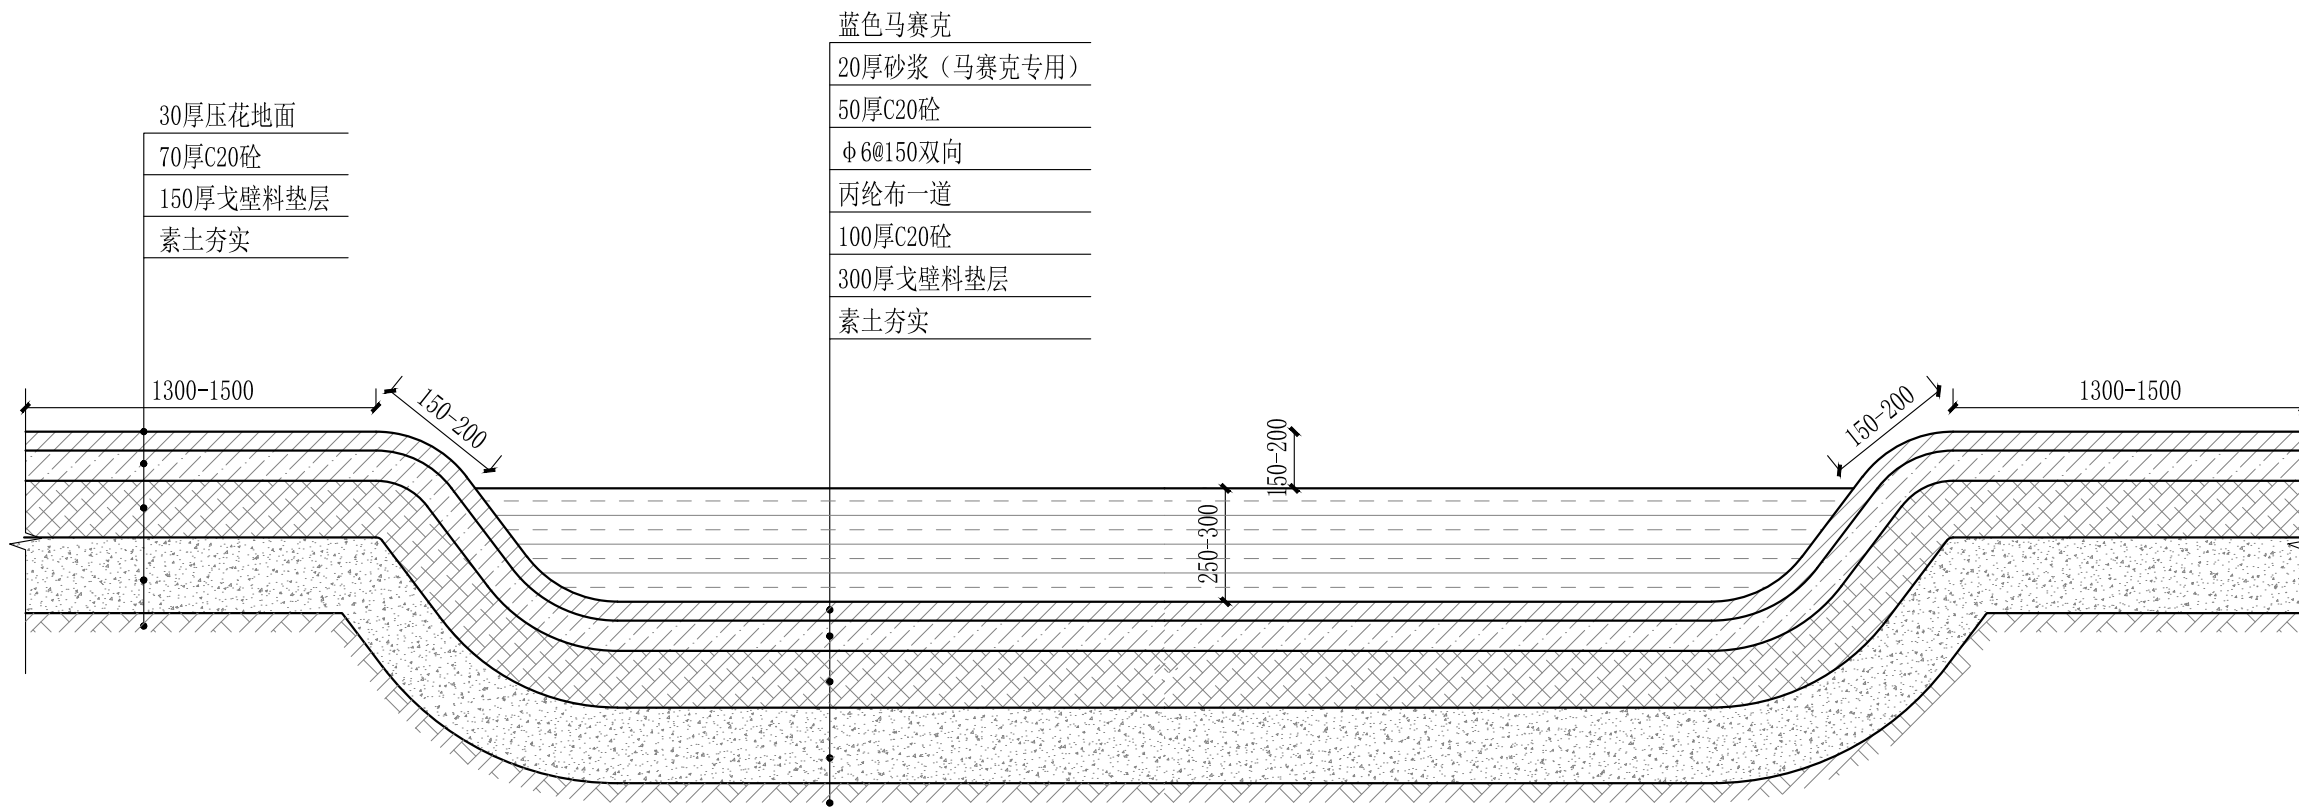 蓝色马赛克
20厚砂浆（马赛克专用）
50厚C20砼
ф6@150双向
丙纶布一道
100厚C20砼
300厚戈壁料垫层
素土夯实
30厚压花地面
70厚C20砼
150厚戈壁料垫层
素土夯实
1300-1500
150-200
150-200
250-300
150-200
1300-1500